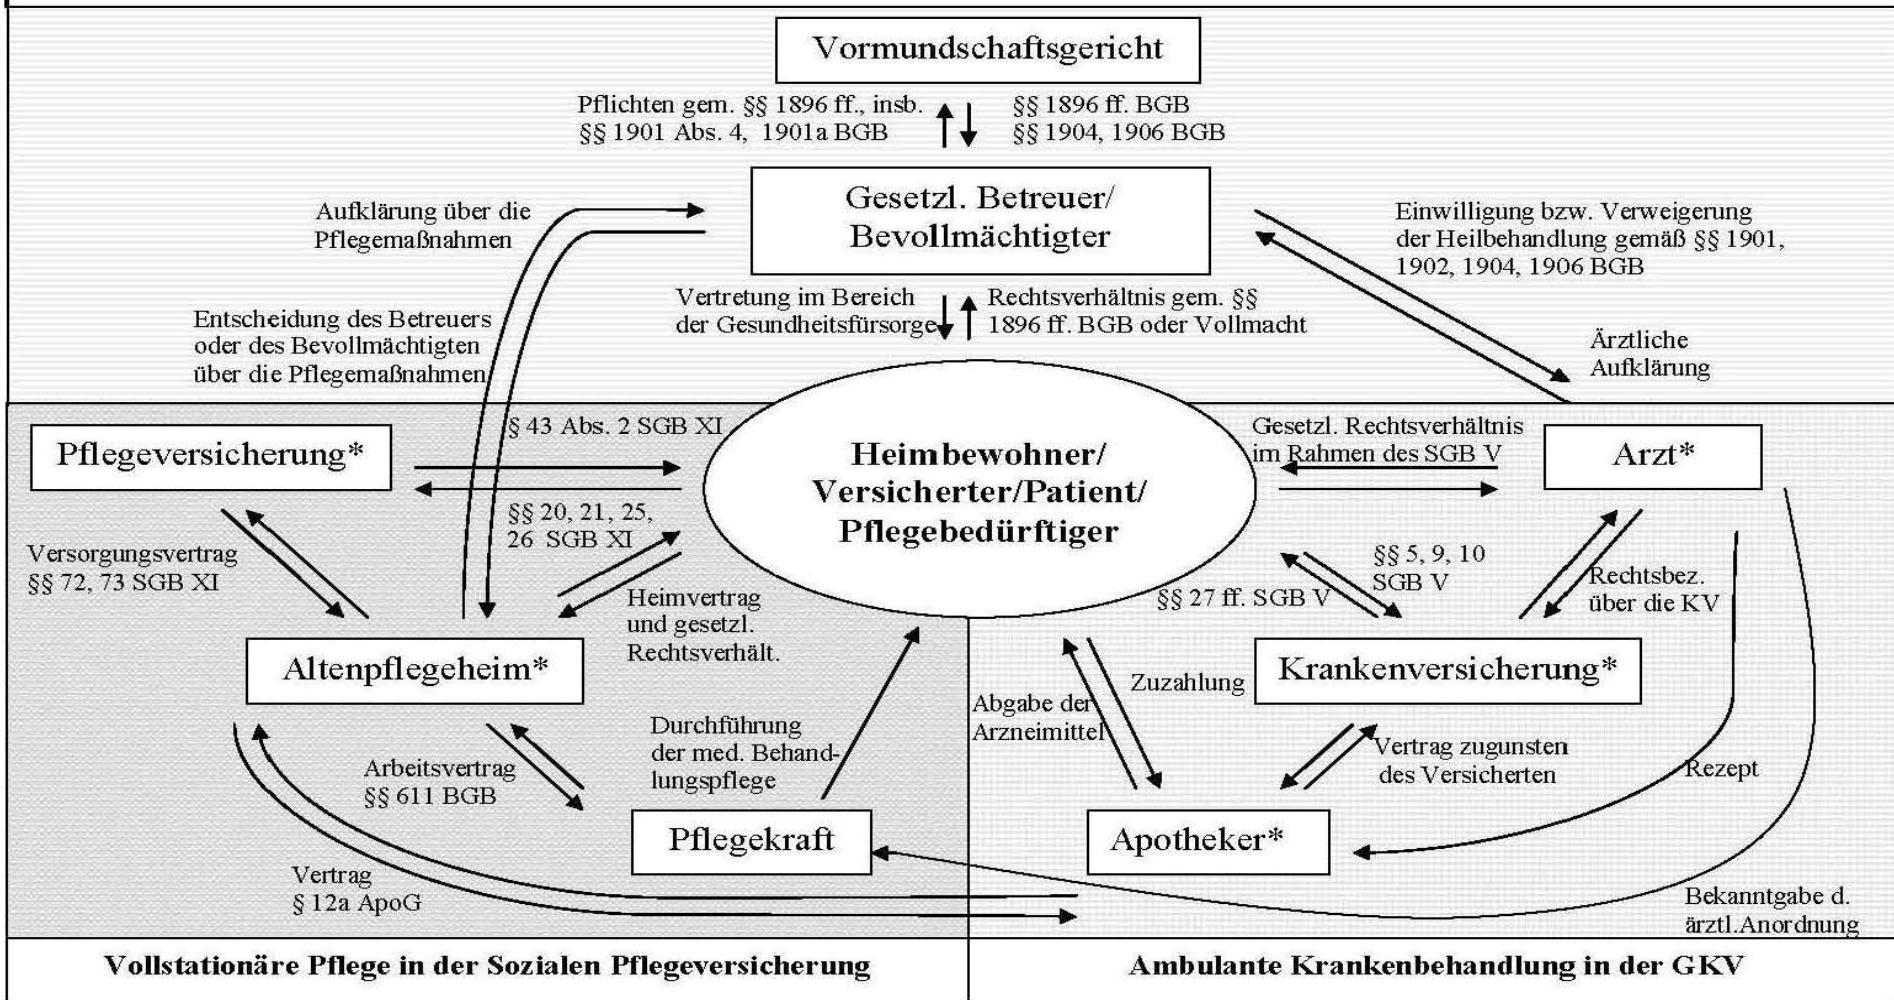 Vormundschaftsgericht
Pflichten gem. §§ 1896 ff., insb.
§§ 1901 Abs. 4, 1901a BGB
§§ 1896 ff. BGB
§§ 1904, 1906 BGB
Gesetzl. Betreuer/
Bevollmächtigter
Aufklärung über die
Pflegemaßnahmen
Einwilligung bzw. Verweigerung
der Heilbehandlung gemäß §§ 1901,
1902, 1904, 1906 BGB
Vertretung im Bereich
der Gesundheitsfürsorge
Rechtsverhältnis gem. §§
1896 ff. BGB oder Vollmacht
Entscheidung des Betreuers
oder des Bevollmächtigten
über die Pflegemaßnahmen
Ärztliche
Aufklärung
Pflegeversicherung*
§ 43 Abs. 2 SGB XI
Heimbewohner/
Versicherter/Patient/
Pflegebedürftiger
Gesetzl. Rechtsverhältnis
im Rahmen des SGB V
Arzt*
§§ 20, 21, 25,
26 SGB XI
Versorgungsvertrag
§§ 72, 73 SGB XI
§§ 5, 9, 10
SGB V
§§ 27 ff. SGB V
Rechtsbez.
über die KV
Heimvertrag
und gesetzl.
Rechtsverhält.
Altenpflegeheim*
Krankenversicherung*
Zuzahlung
Abgabe der
Arzneimittel
Durchführung
der med. Behand-
lungspflege
Arbeitsvertrag
§§ 611 BGB
Vertrag zugunsten
des Versicherten
Rezept
Pflegekraft
Apotheker*
Vertrag
§ 12a ApoG
Bekanntgabe d.
ärztl.Anordnung
Vollstationäre Pflege in der Sozialen Pflegeversicherung
Ambulante Krankenbehandlung in der GKV